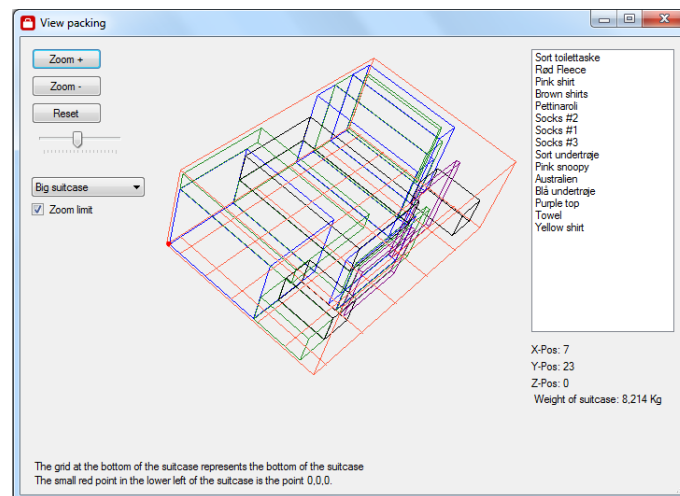 View packing
Zoom +
Zoom -
Reset
Big suitcase
Zoom limit
Sort toilettaske
Rød Fleece
Pink shirt
Brown shirts
Pettinaroli
Socks #2
Socks #1
Socks #3
Sort undertrøje
Pink snoopy
Australien
Blå undertrøje
Purple top
Towel
Yellow shirt
X-Pos: 7
Y-Pos: 23
Z-Pos: 0
Weight of suitcase: 8,214 Kg
The grid at the bottom of the suitcase represents the bottom of the suitcase
The small red point in the lower left of the suitcase is the point 0,0,0.